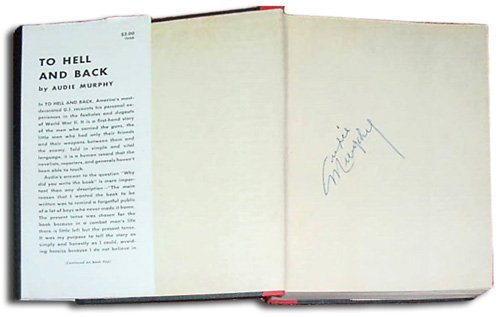 $3.00
TO HELL
AND BACK
by AUDIE MURPHY
In TO HELL AND BACK, America's most-
decorated G.I. recounts his personal ex-
periences in the foxholes and dugouts
of World War II. It is a first-hand story
of the men who carried the guns, the
little men who had only their friends
and their weapons between them and
the enemy. Told in simple and vital
language, it is a human record that the
novelists, superiors, and generals haven't
been able to touch.
Audie's answer to the question "Why
did you write the book" is more impor-
tant than any description—"The main
reason that I wanted the book to be
written was to remind a forgetful public
of a lot of boys who never made it home.
The present tense was chosen for the
book because in a combat man's life
there is little left but the present tense.
It was my purpose to tell the story as
simply and honestly as I could, avoid-
ing heroics because I do not believe in
(continued on back flap)
Audie
Murphy